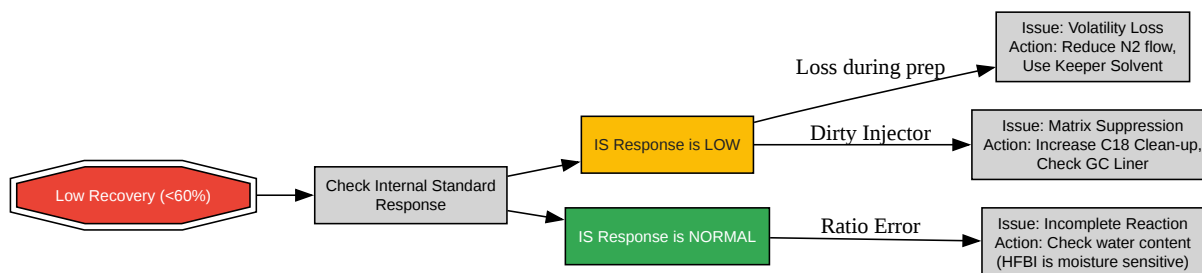 Low Recovery (<60%)
Check Internal Standard
Response
IS Response is LOW
IS Response is NORMAL
Loss during prep
Dirty Injector
Ratio Error
Issue: Volatility Loss
Action: Reduce N2 flow,
Use Keeper Solvent
Issue: Matrix Suppression
Action: Increase C18 Clean-up,
Check GC Liner
Issue: Incomplete Reaction
Action: Check water content
(HFBI is moisture sensitive)